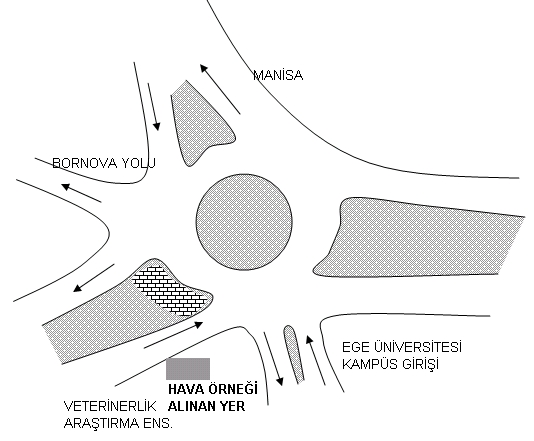 MANİSA
BORNOVA YOLU
EGE ÜNİVERSİTESİ
KAMPÜS GİRİŞİ
HAVA ÖRNEĞİ
ALINAN YER
VETERİNERLİK
ARAŞTIRMA ENS.